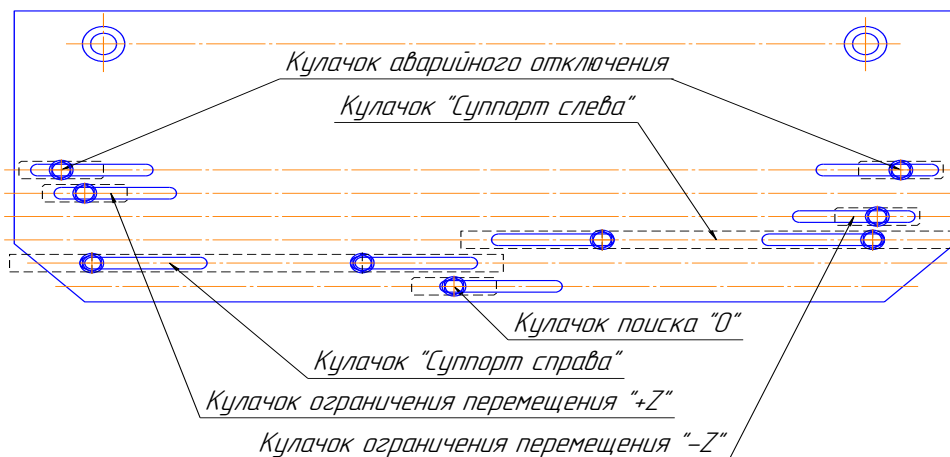 Кулачок аварийного отключения
Кулачок "Суппорт слева"
Кулачок поиска "0"
Кулачок "Суппорт справа"
Кулачок ограничения перемещения "+Z"
Кулачок ограничения перемещения "–Z"